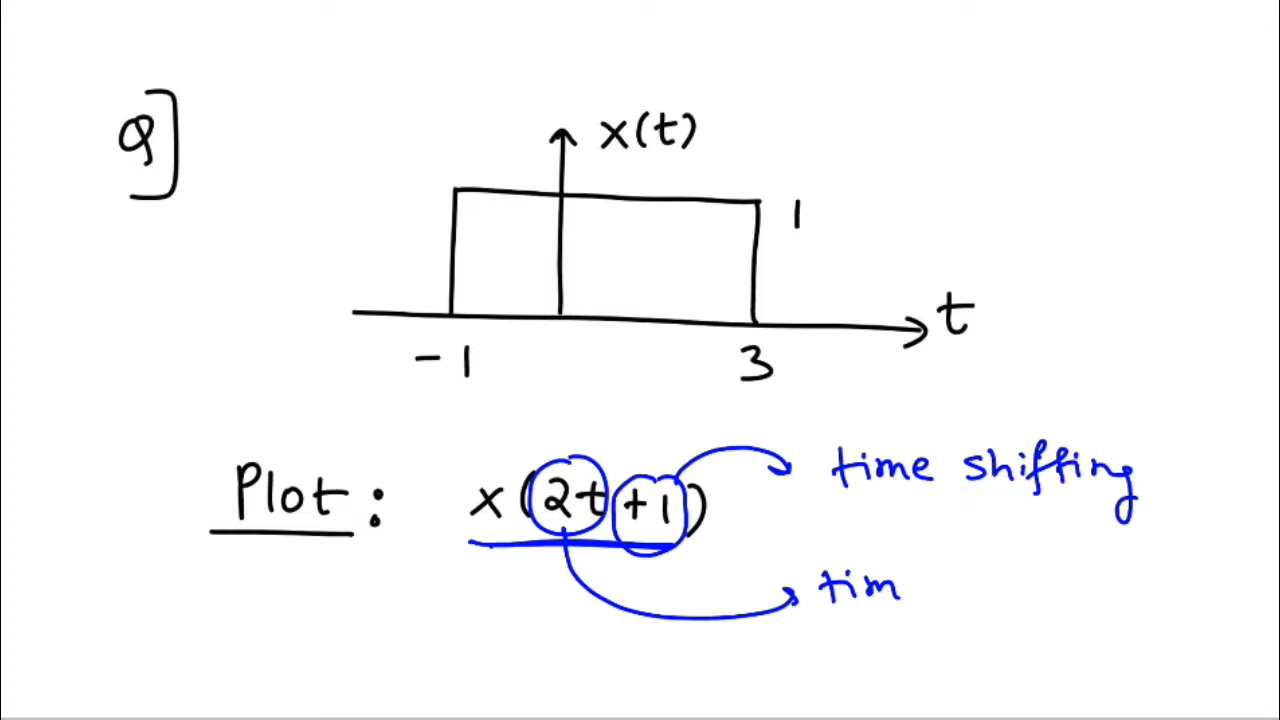 Q]
x(t)
1
t
-1 3
Plot: x(2t+1)
time shifting
tim